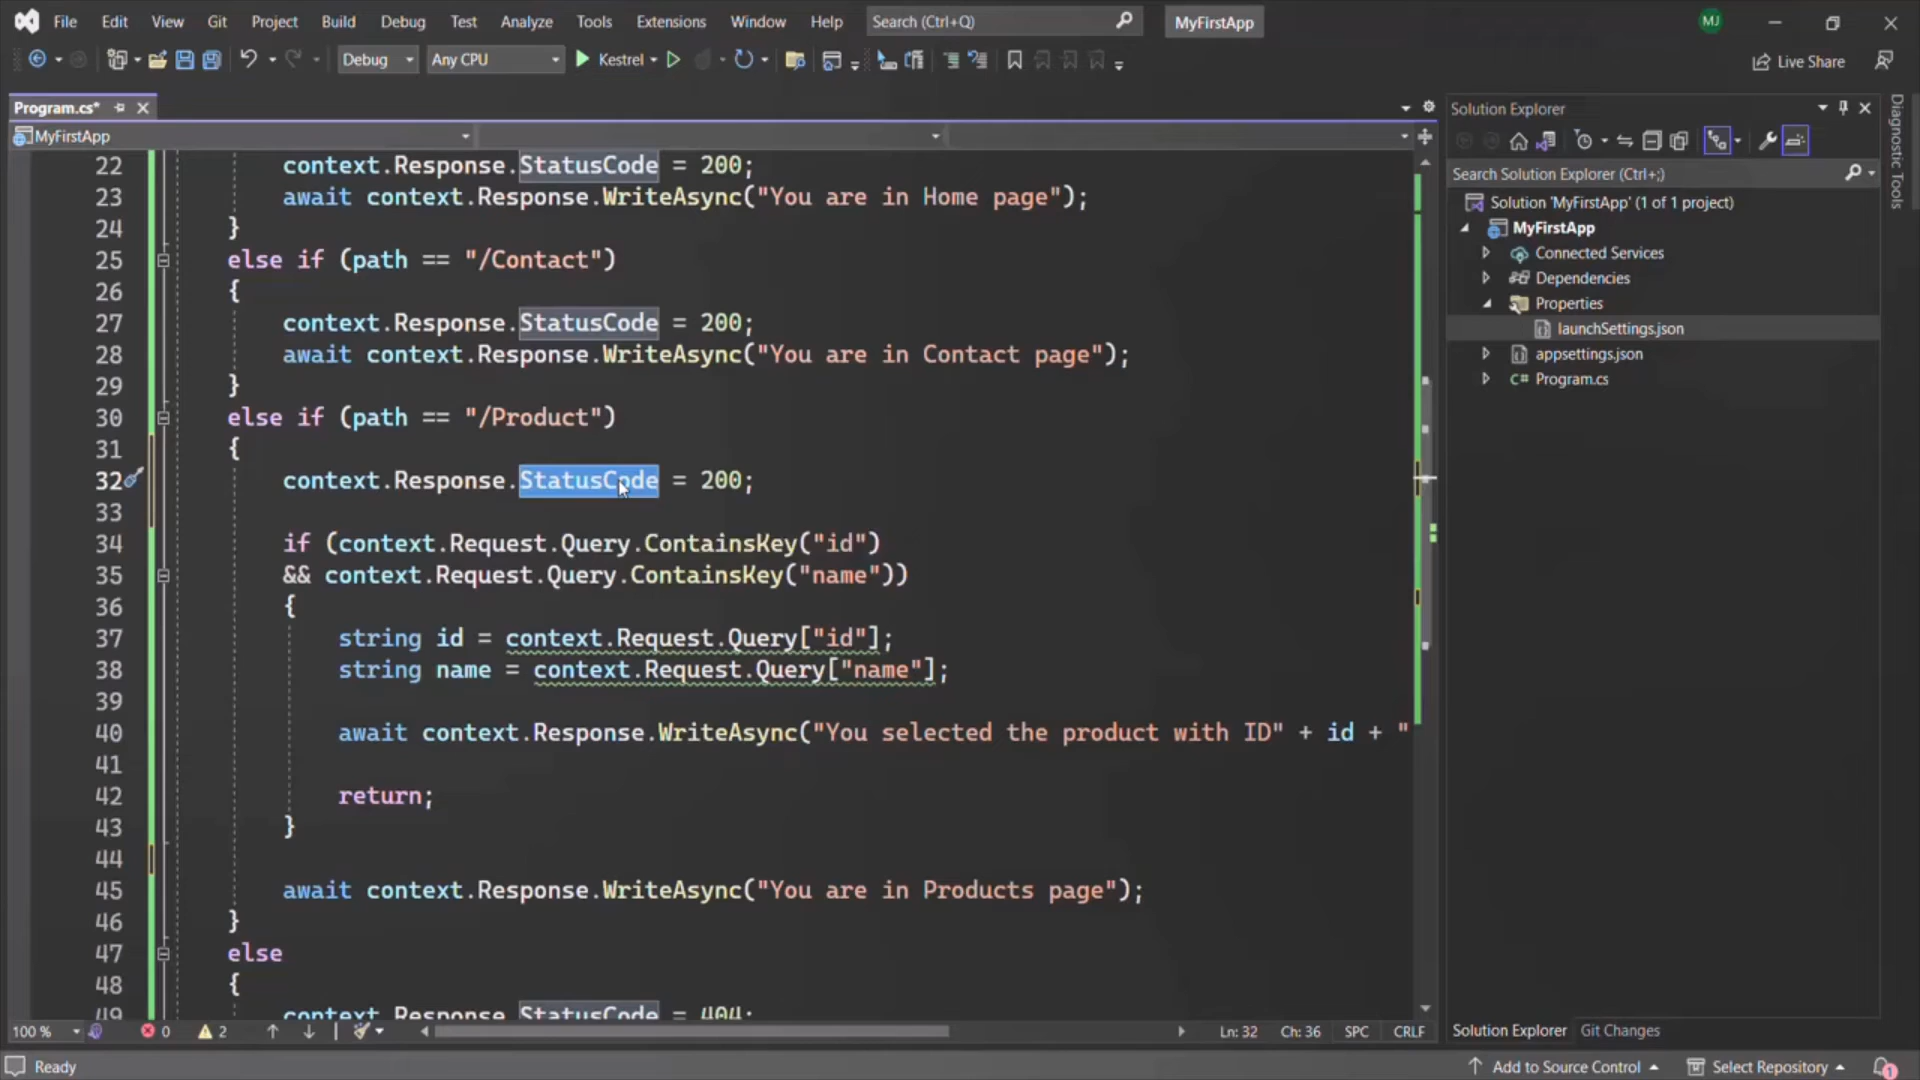 File Edit View Git Project Build Debug Test Analyze Tools Extensions Window Help Search (Ctrl+Q) MyFirstApp MJ
Debug Any CPU Kestrel Live Share
Program.cs*
MyFirstApp
22 context.Response.StatusCode = 200;
23 await context.Response.WriteAsync("You are in Home page");
24 }
25 else if (path == "/Contact")
26 {
27 context.Response.StatusCode = 200;
28 await context.Response.WriteAsync("You are in Contact page");
29 }
30 else if (path == "/Product")
31 {
32 context.Response.StatusCode = 200;
33
34 if (context.Request.Query.ContainsKey("id")
35 && context.Request.Query.ContainsKey("name"))
36 {
37 string id = context.Request.Query["id"];
38 string name = context.Request.Query["name"];
39
40 await context.Response.WriteAsync("You selected the product with ID" + id + "
41
42 return;
43 }
44
45 await context.Response.WriteAsync("You are in Products page");
46 }
47 else
48 {
49 context.Response.StatusCode = 404;
100 % 0 2 Ln: 32 Ch: 36 SPC CRLF
Solution Explorer
Search Solution Explorer (Ctrl+;)
Solution 'MyFirstApp' (1 of 1 project)
MyFirstApp
Connected Services
Dependencies
Properties
launchSettings.json
appsettings.json
C# Program.cs
Solution Explorer Git Changes
Diagnostic Tools
Ready Add to Source Control Select Repository 1